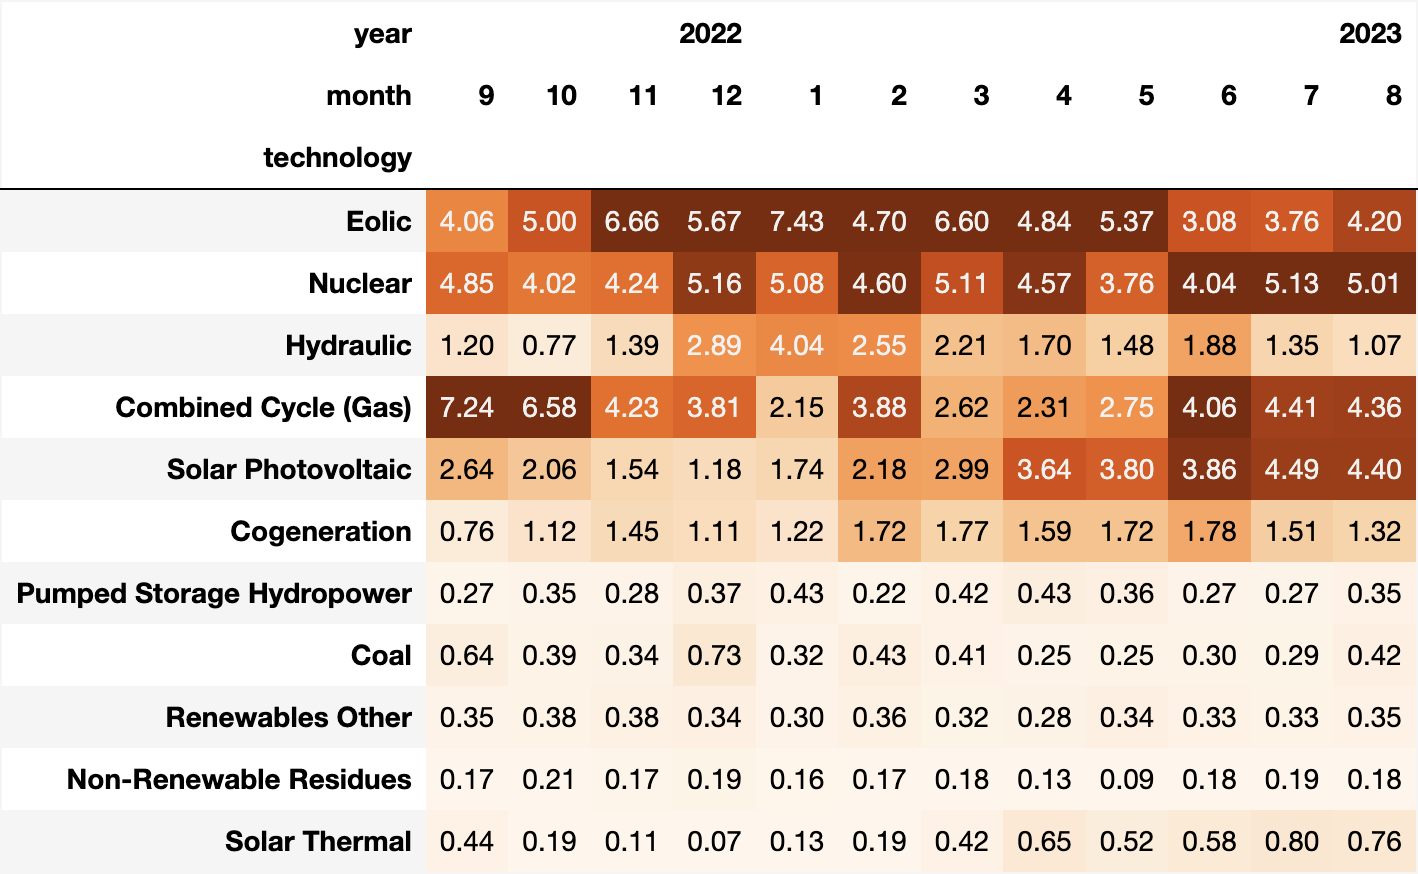 year 2022 2023
month 9 10 11 12 1 2 3 4 5 6 7 8
technology
Eolic 4.06 5.00 6.66 5.67 7.43 4.70 6.60 4.84 5.37 3.08 3.76 4.20
Nuclear 4.85 4.02 4.24 5.16 5.08 4.60 5.11 4.57 3.76 4.04 5.13 5.01
Hydraulic 1.20 0.77 1.39 2.89 4.04 2.55 2.21 1.70 1.48 1.88 1.35 1.07
Combined Cycle (Gas) 7.24 6.58 4.23 3.81 2.15 3.88 2.62 2.31 2.75 4.06 4.41 4.36
Solar Photovoltaic 2.64 2.06 1.54 1.18 1.74 2.18 2.99 3.64 3.80 3.86 4.49 4.40
Cogeneration 0.76 1.12 1.45 1.11 1.22 1.72 1.77 1.59 1.72 1.78 1.51 1.32
Pumped Storage Hydropower 0.27 0.35 0.28 0.37 0.43 0.22 0.42 0.43 0.36 0.27 0.27 0.35
Coal 0.64 0.39 0.34 0.73 0.32 0.43 0.41 0.25 0.25 0.30 0.29 0.42
Renewables Other 0.35 0.38 0.38 0.34 0.30 0.36 0.32 0.28 0.34 0.33 0.33 0.35
Non-Renewable Residues 0.17 0.21 0.17 0.19 0.16 0.17 0.18 0.13 0.09 0.18 0.19 0.18
Solar Thermal 0.44 0.19 0.11 0.07 0.13 0.19 0.42 0.65 0.52 0.58 0.80 0.76